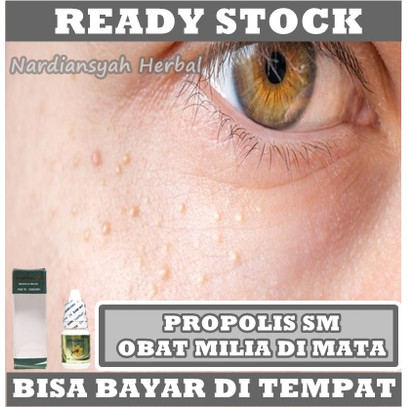 READY STOCK
Nardiansyah Herbal
PROPOLIS SM
OBAT MILIA DI MATA
BISA BAYAR DI TEMPAT